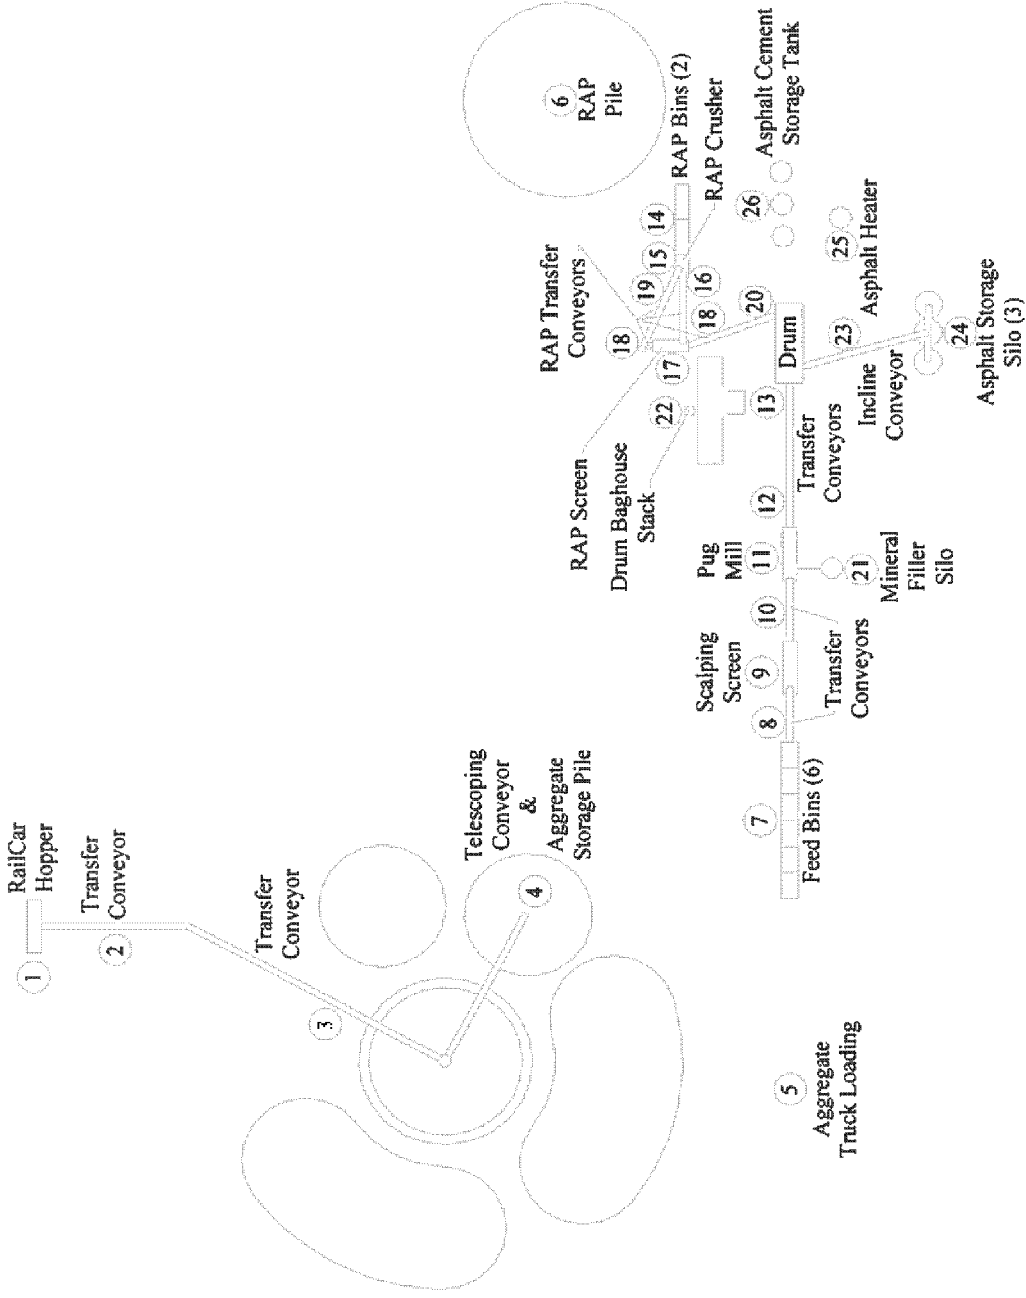 1
RailCar
Hopper
2
Transfer
Conveyor
3
Transfer
Conveyor
4
Telescoping
Conveyor
&
Aggregate
Storage Pile
5
Aggregate
Truck Loading
6
RAP
Pile
7
Feed Bins (6)
8
Scalping
Screen
9
Transfer
Conveyors
10
Pug
Mill
11
21
Mineral
Filler
Silo
12
Transfer
Conveyors
13
Drum
RAP Screen
Drum Baghouse
Stack
22
17
RAP Transfer
Conveyors
18
18
19
15
14
16
20
RAP Bins (2)
RAP Crusher
26
Asphalt Cement
Storage Tank
25
Asphalt Heater
23
Incline
Conveyor
24
Asphalt Storage
Silo (3)